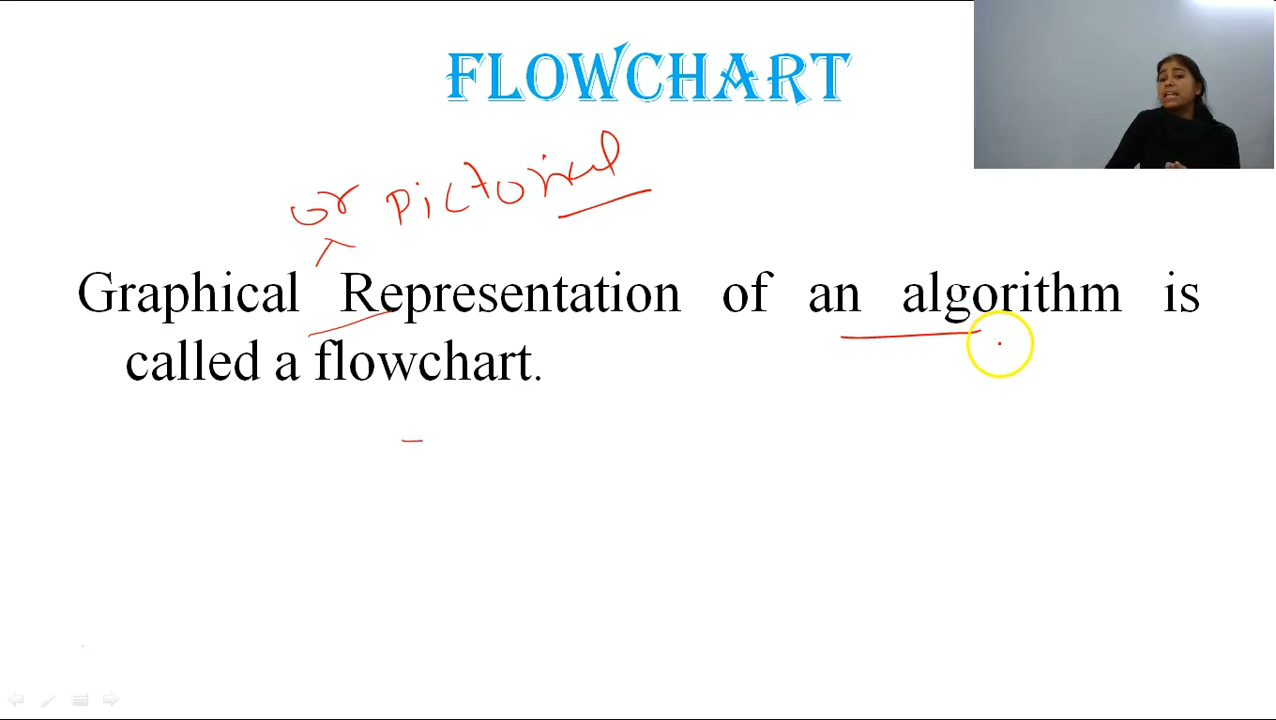 FLOWCHART
or pictorial
Graphical Representation of an algorithm is
called a flowchart.